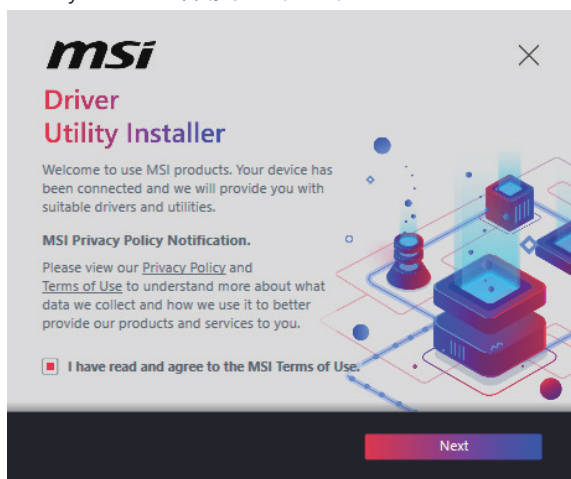 msi
Driver
Utility Installer
Welcome to use MSI products. Your device has
been connected and we will provide you with
suitable drivers and utilities.
MSI Privacy Policy Notification.
Please view our Privacy Policy and
Terms of Use to understand more about what
data we collect and how we use it to better
provide our products and services to you.
I have read and agree to the MSI Terms of Use.
Next